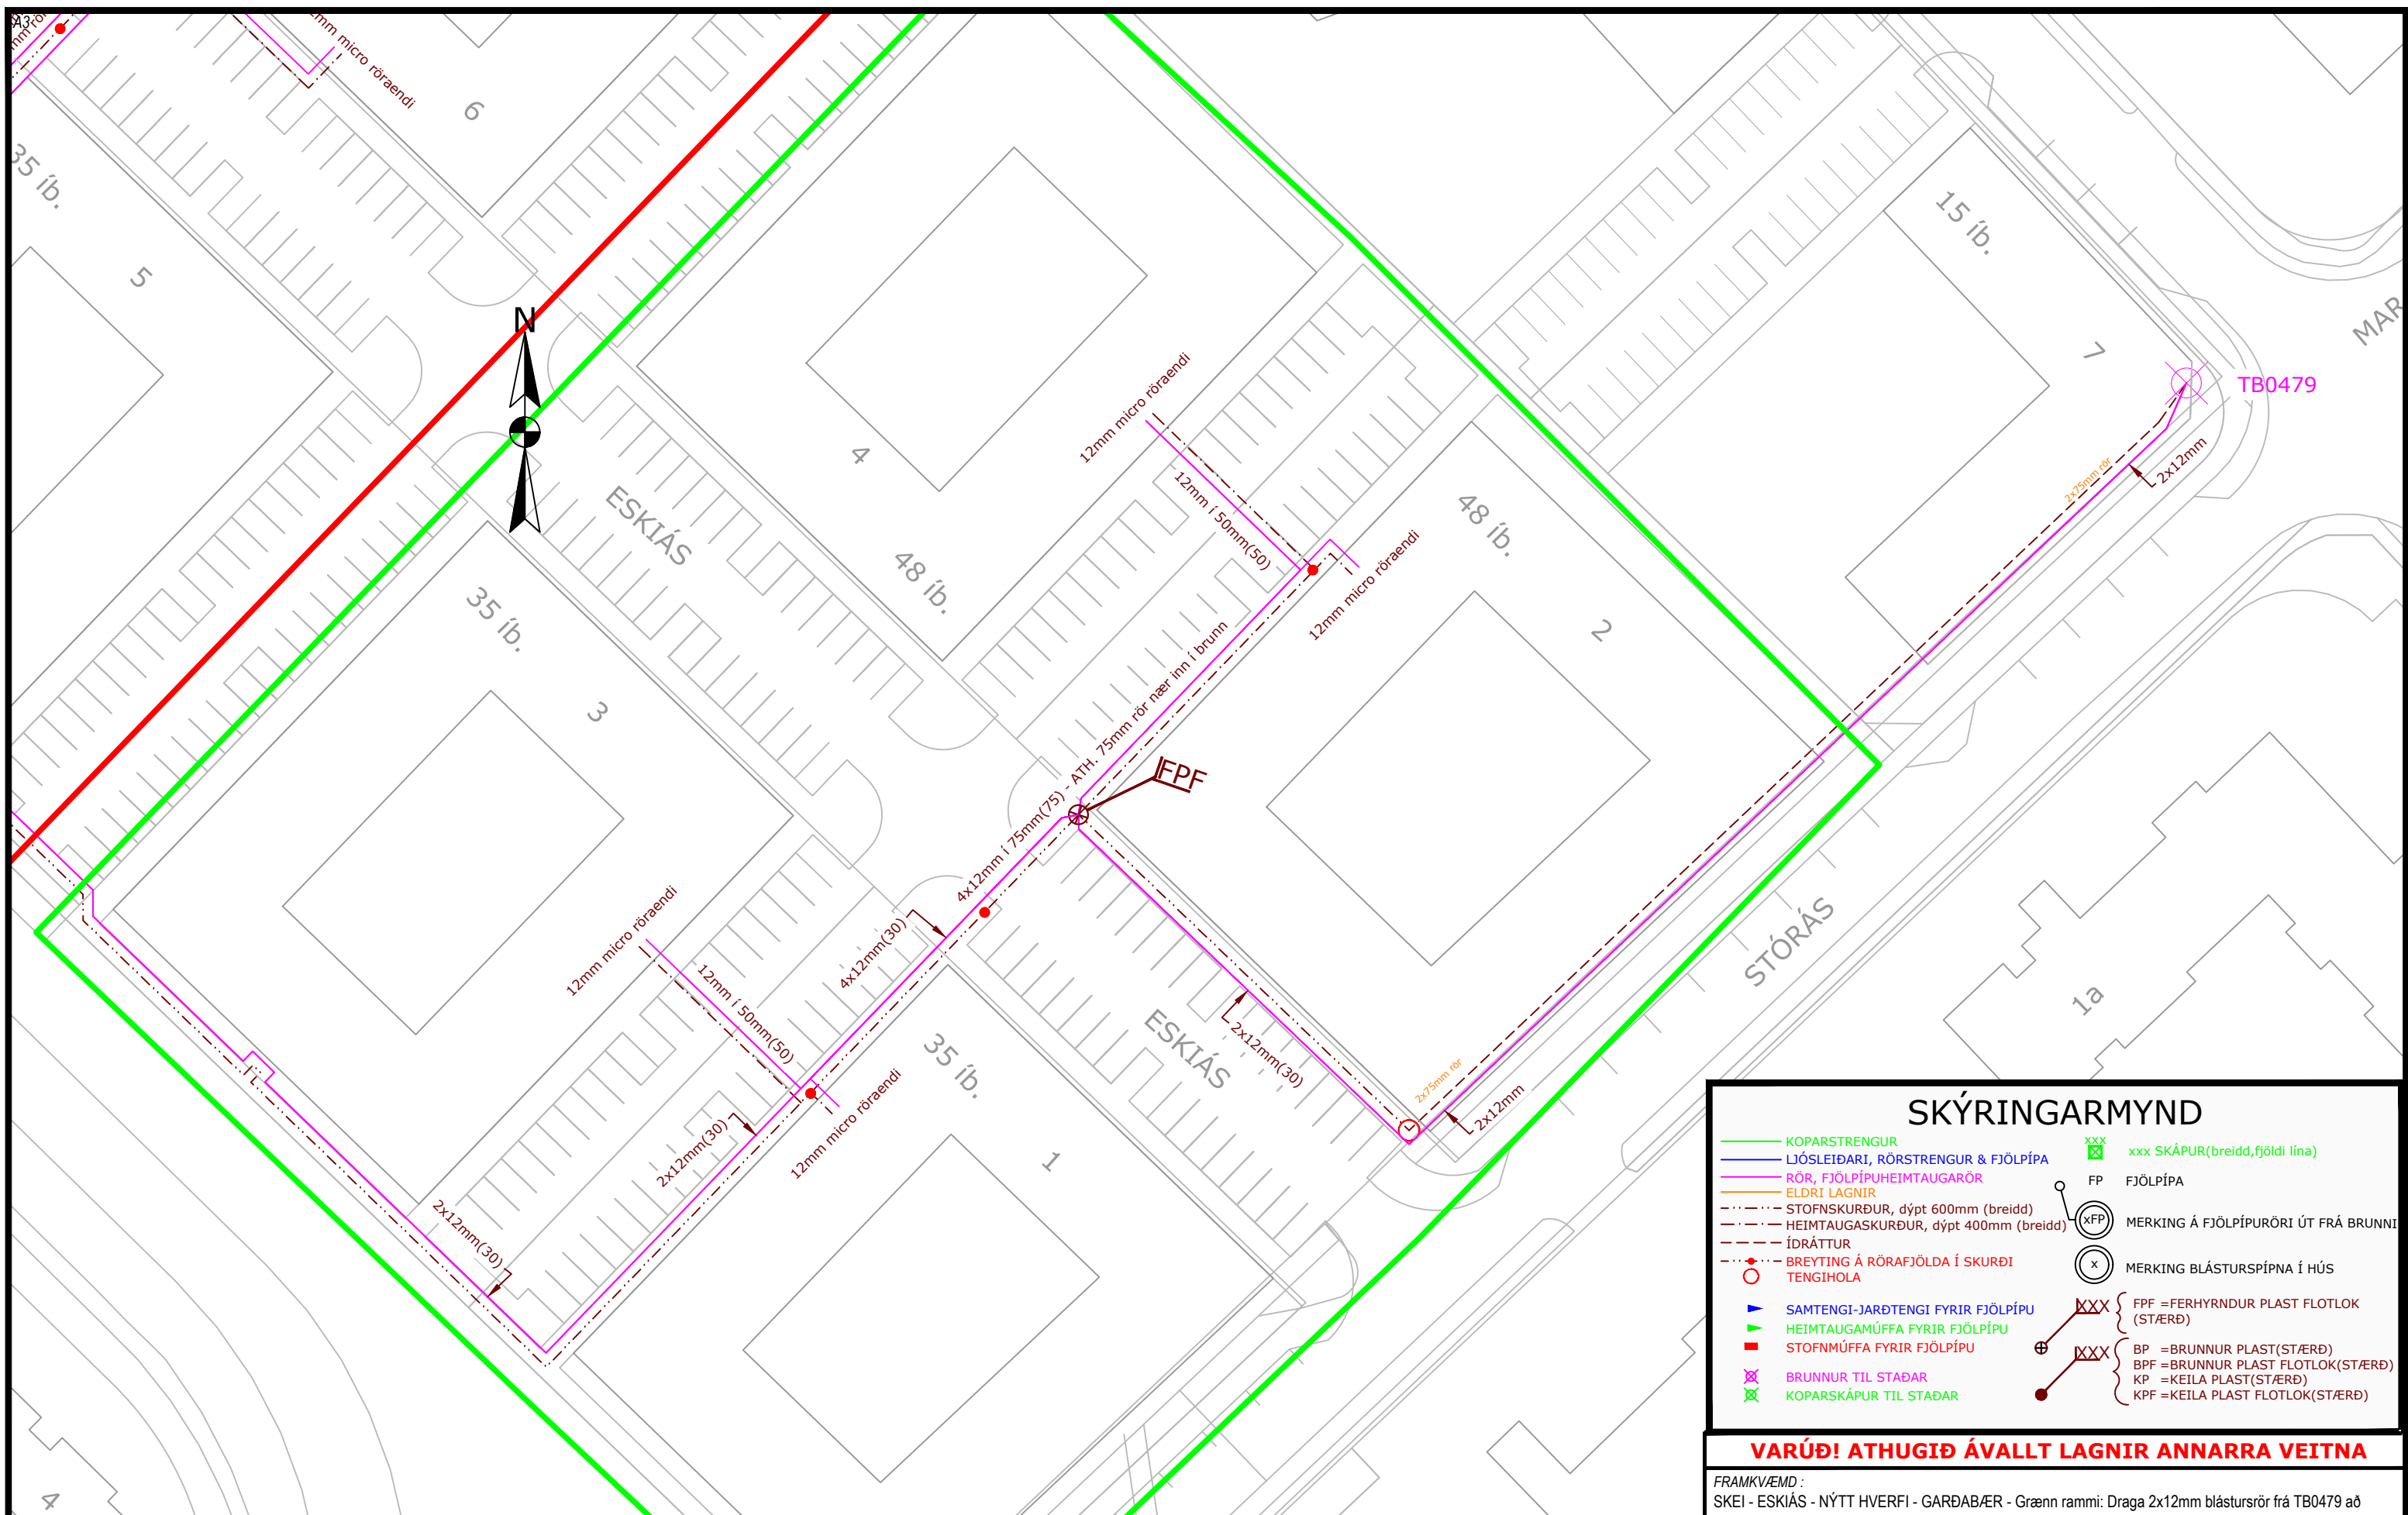 A3
12mm micro röraendi
6
35 íb.
5
N
ESKIÁS
4
48 íb.
35 íb.
3
12mm micro röraendi
12mm í 50mm(50)
12mm micro röraendi
48 íb.
2
15 íb.
7
MAR
TB0479
2x75mm rör
2x12mm
4x12mm í 75mm(75) - ATH. 75mm rör nær inn í brunn
FPF
4x12mm(30)
12mm micro röraendi
12mm í 50mm(50)
12mm micro röraendi
2x12mm(30)
2x12mm(30)
35 íb.
1
ESKIÁS
2x12mm(30)
2x75mm rör
2x12mm
STÓRÁS
1a
4
SKÝRINGARMYND
KOPARSTRENGUR
LJÓSLEIÐARI, RÖRSTRENGUR & FJÖLPÍPA
RÖR, FJÖLPÍPUHEIMTAUGARÖR
ELDRI LAGNIR
STOFNSKURÐUR, dýpt 600mm (breidd)
HEIMTAUGASKURÐUR, dýpt 400mm (breidd)
ÍDRÁTTUR
BREYTING Á RÖRAFJÖLDA Í SKURÐI
TENGIHOLA
SAMTENGI-JARÐTENGI FYRIR FJÖLPÍPU
HEIMTAUGAMÚFFA FYRIR FJÖLPÍPU
STOFNMÚFFA FYRIR FJÖLPÍPU
BRUNNUR TIL STAÐAR
KOPARSKÁPUR TIL STAÐAR
xxx
xxx SKÁPUR(breidd,fjöldi lína)
FP FJÖLPÍPA
xFP MERKING Á FJÖLPÍPURÖRI ÚT FRÁ BRUNNI
x MERKING BLÁSTURSPÍPNA Í HÚS
XXX FPF =FERHYRNDUR PLAST FLOTLOK
(STÆRÐ)
XXX BP =BRUNNUR PLAST(STÆRÐ)
BPF =BRUNNUR PLAST FLOTLOK(STÆRÐ)
KP =KEILA PLAST(STÆRÐ)
KPF =KEILA PLAST FLOTLOK(STÆRÐ)
VARÚÐ! ATHUGIÐ ÁVALLT LAGNIR ANNARRA VEITNA
FRAMKVÆMD :
SKEI - ESKIÁS - NÝTT HVERFI - GARÐABÆR - Grænn rammi: Draga 2x12mm blástursrör frá TB0479 að